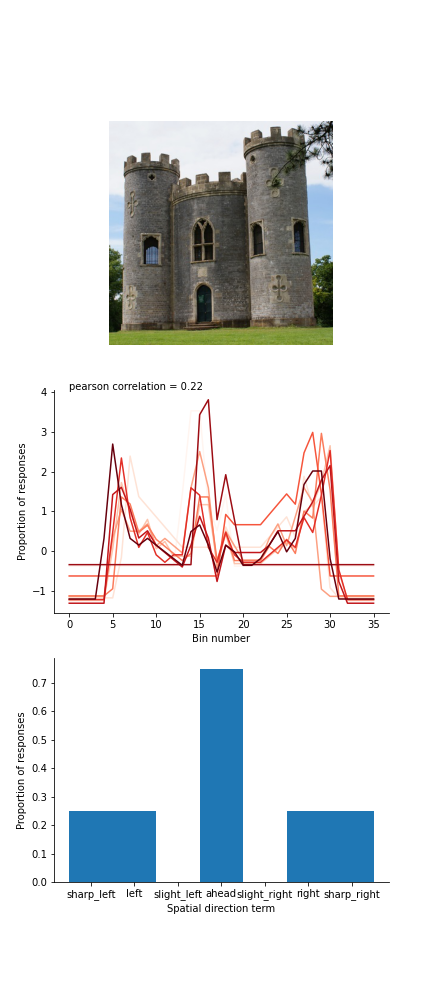 pearson correlation = 0.22
Proportion of responses
4
3
2
1
0
−1
0 5 10 15 20 25 30 35
Bin number
Proportion of responses
0.7
0.6
0.5
0.4
0.3
0.2
0.1
0.0
sharp_left left slight_left ahead slight_right right sharp_right
Spatial direction term